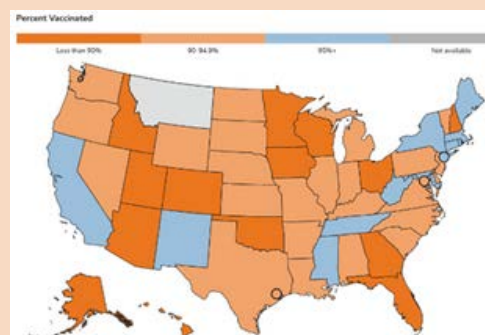 Percent Vaccinated
Less than 90%
90-94.9%
95%+
Not available